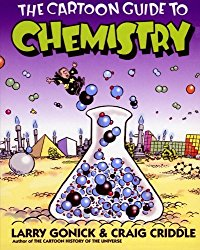 THE CARTOON GUIDE TO
CHEMISTRY
LARRY GONICK & CRAIG CRIDDLE
Author of THE CARTOON HISTORY OF THE UNIVERSE